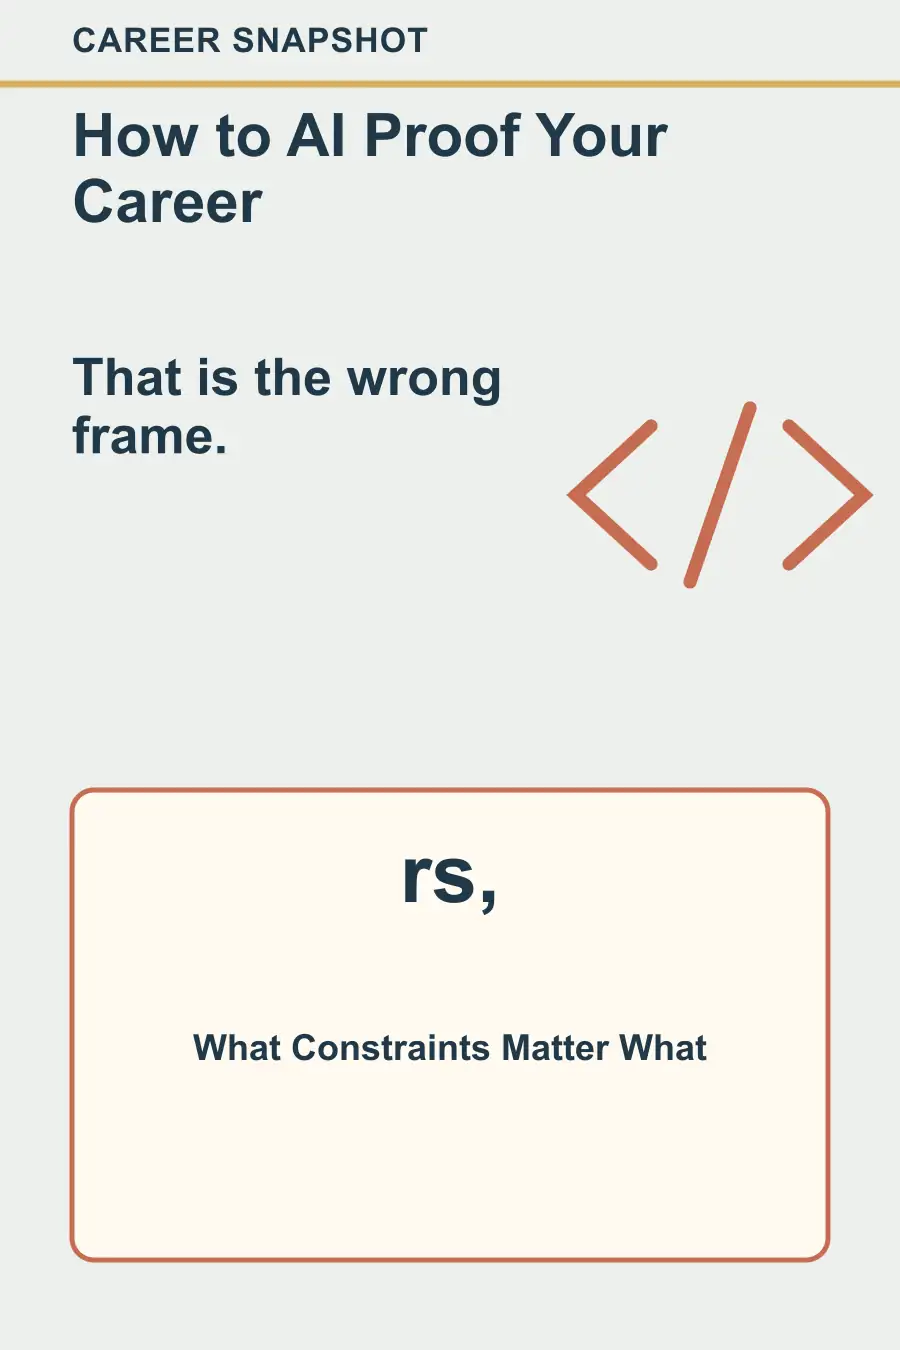 CAREER SNAPSHOT
How to AI Proof Your
Career
That is the wrong
frame.
</>
rs,
What Constraints Matter What